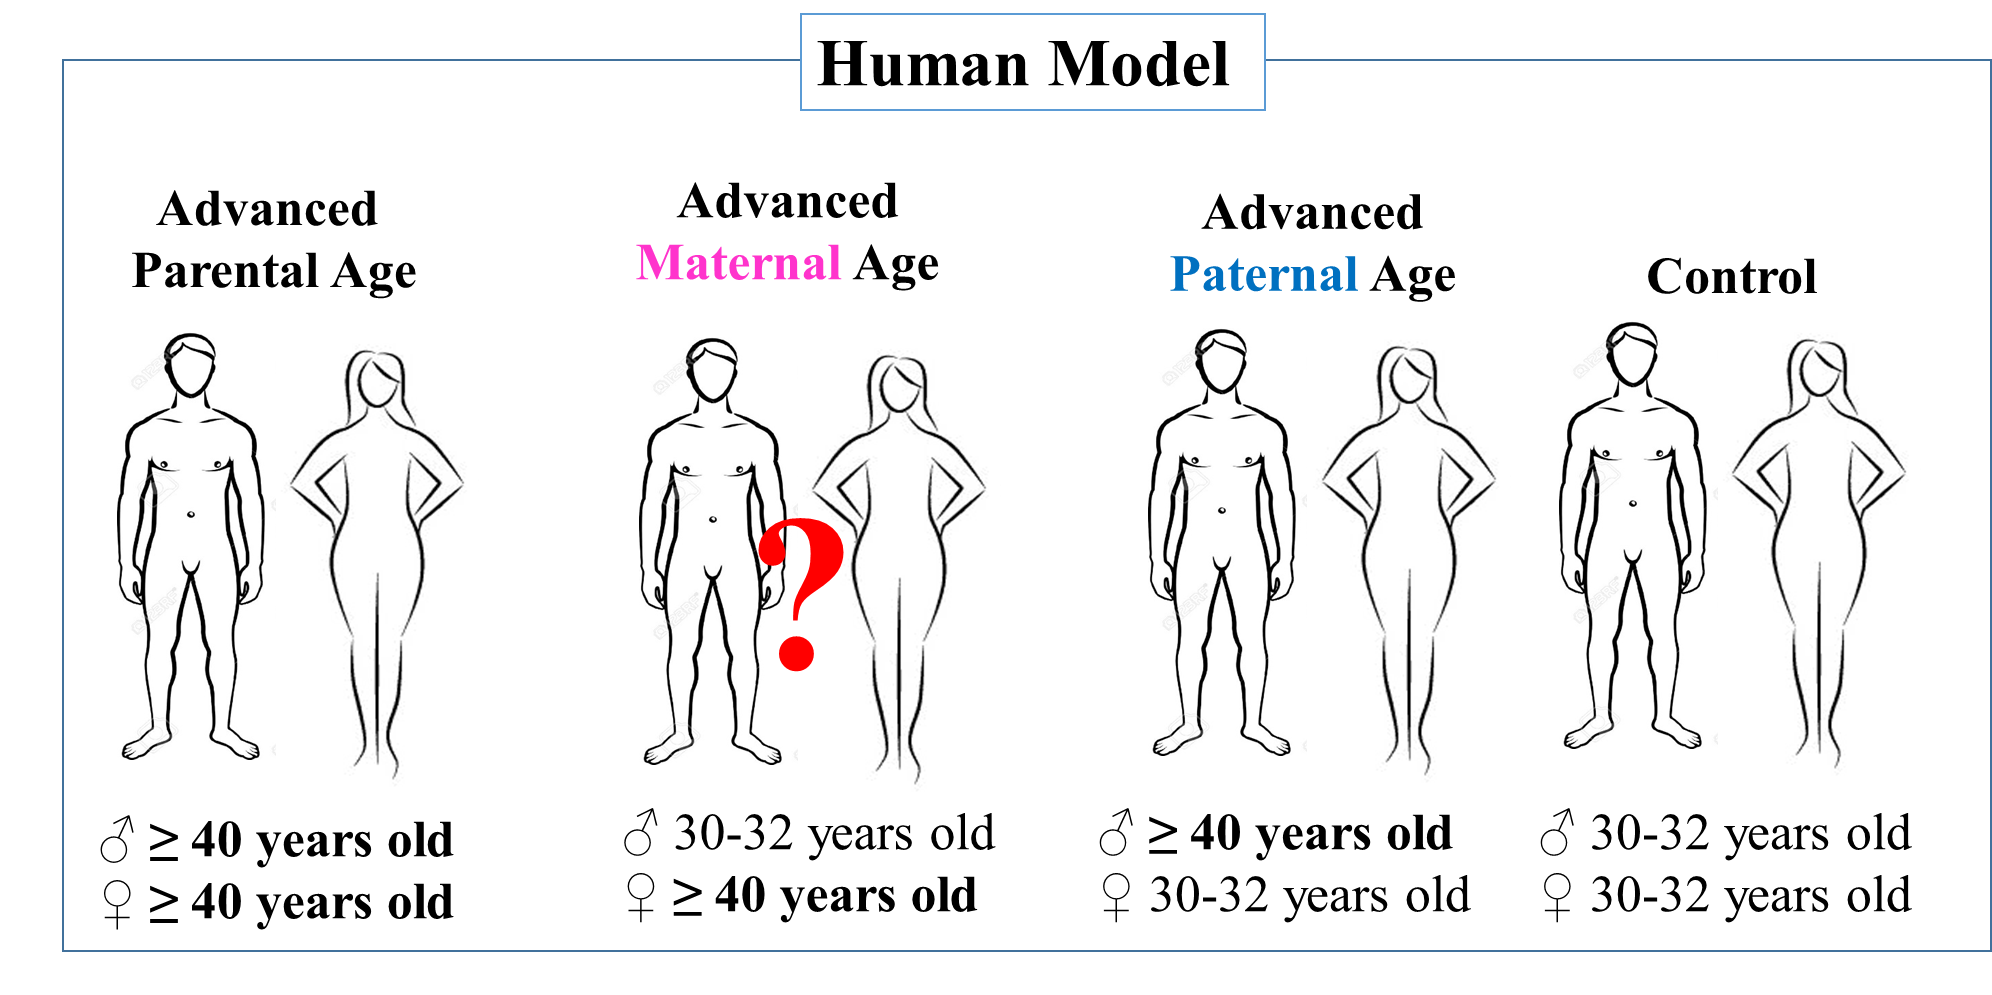 Human Model
Advanced
Parental Age
♂ ≥ 40 years old
♀ ≥ 40 years old
Advanced
Maternal Age
?
♂ 30-32 years old
♀ ≥ 40 years old
Advanced
Paternal Age
♂ ≥ 40 years old
♀ 30-32 years old
Control
♂ 30-32 years old
♀ 30-32 years old